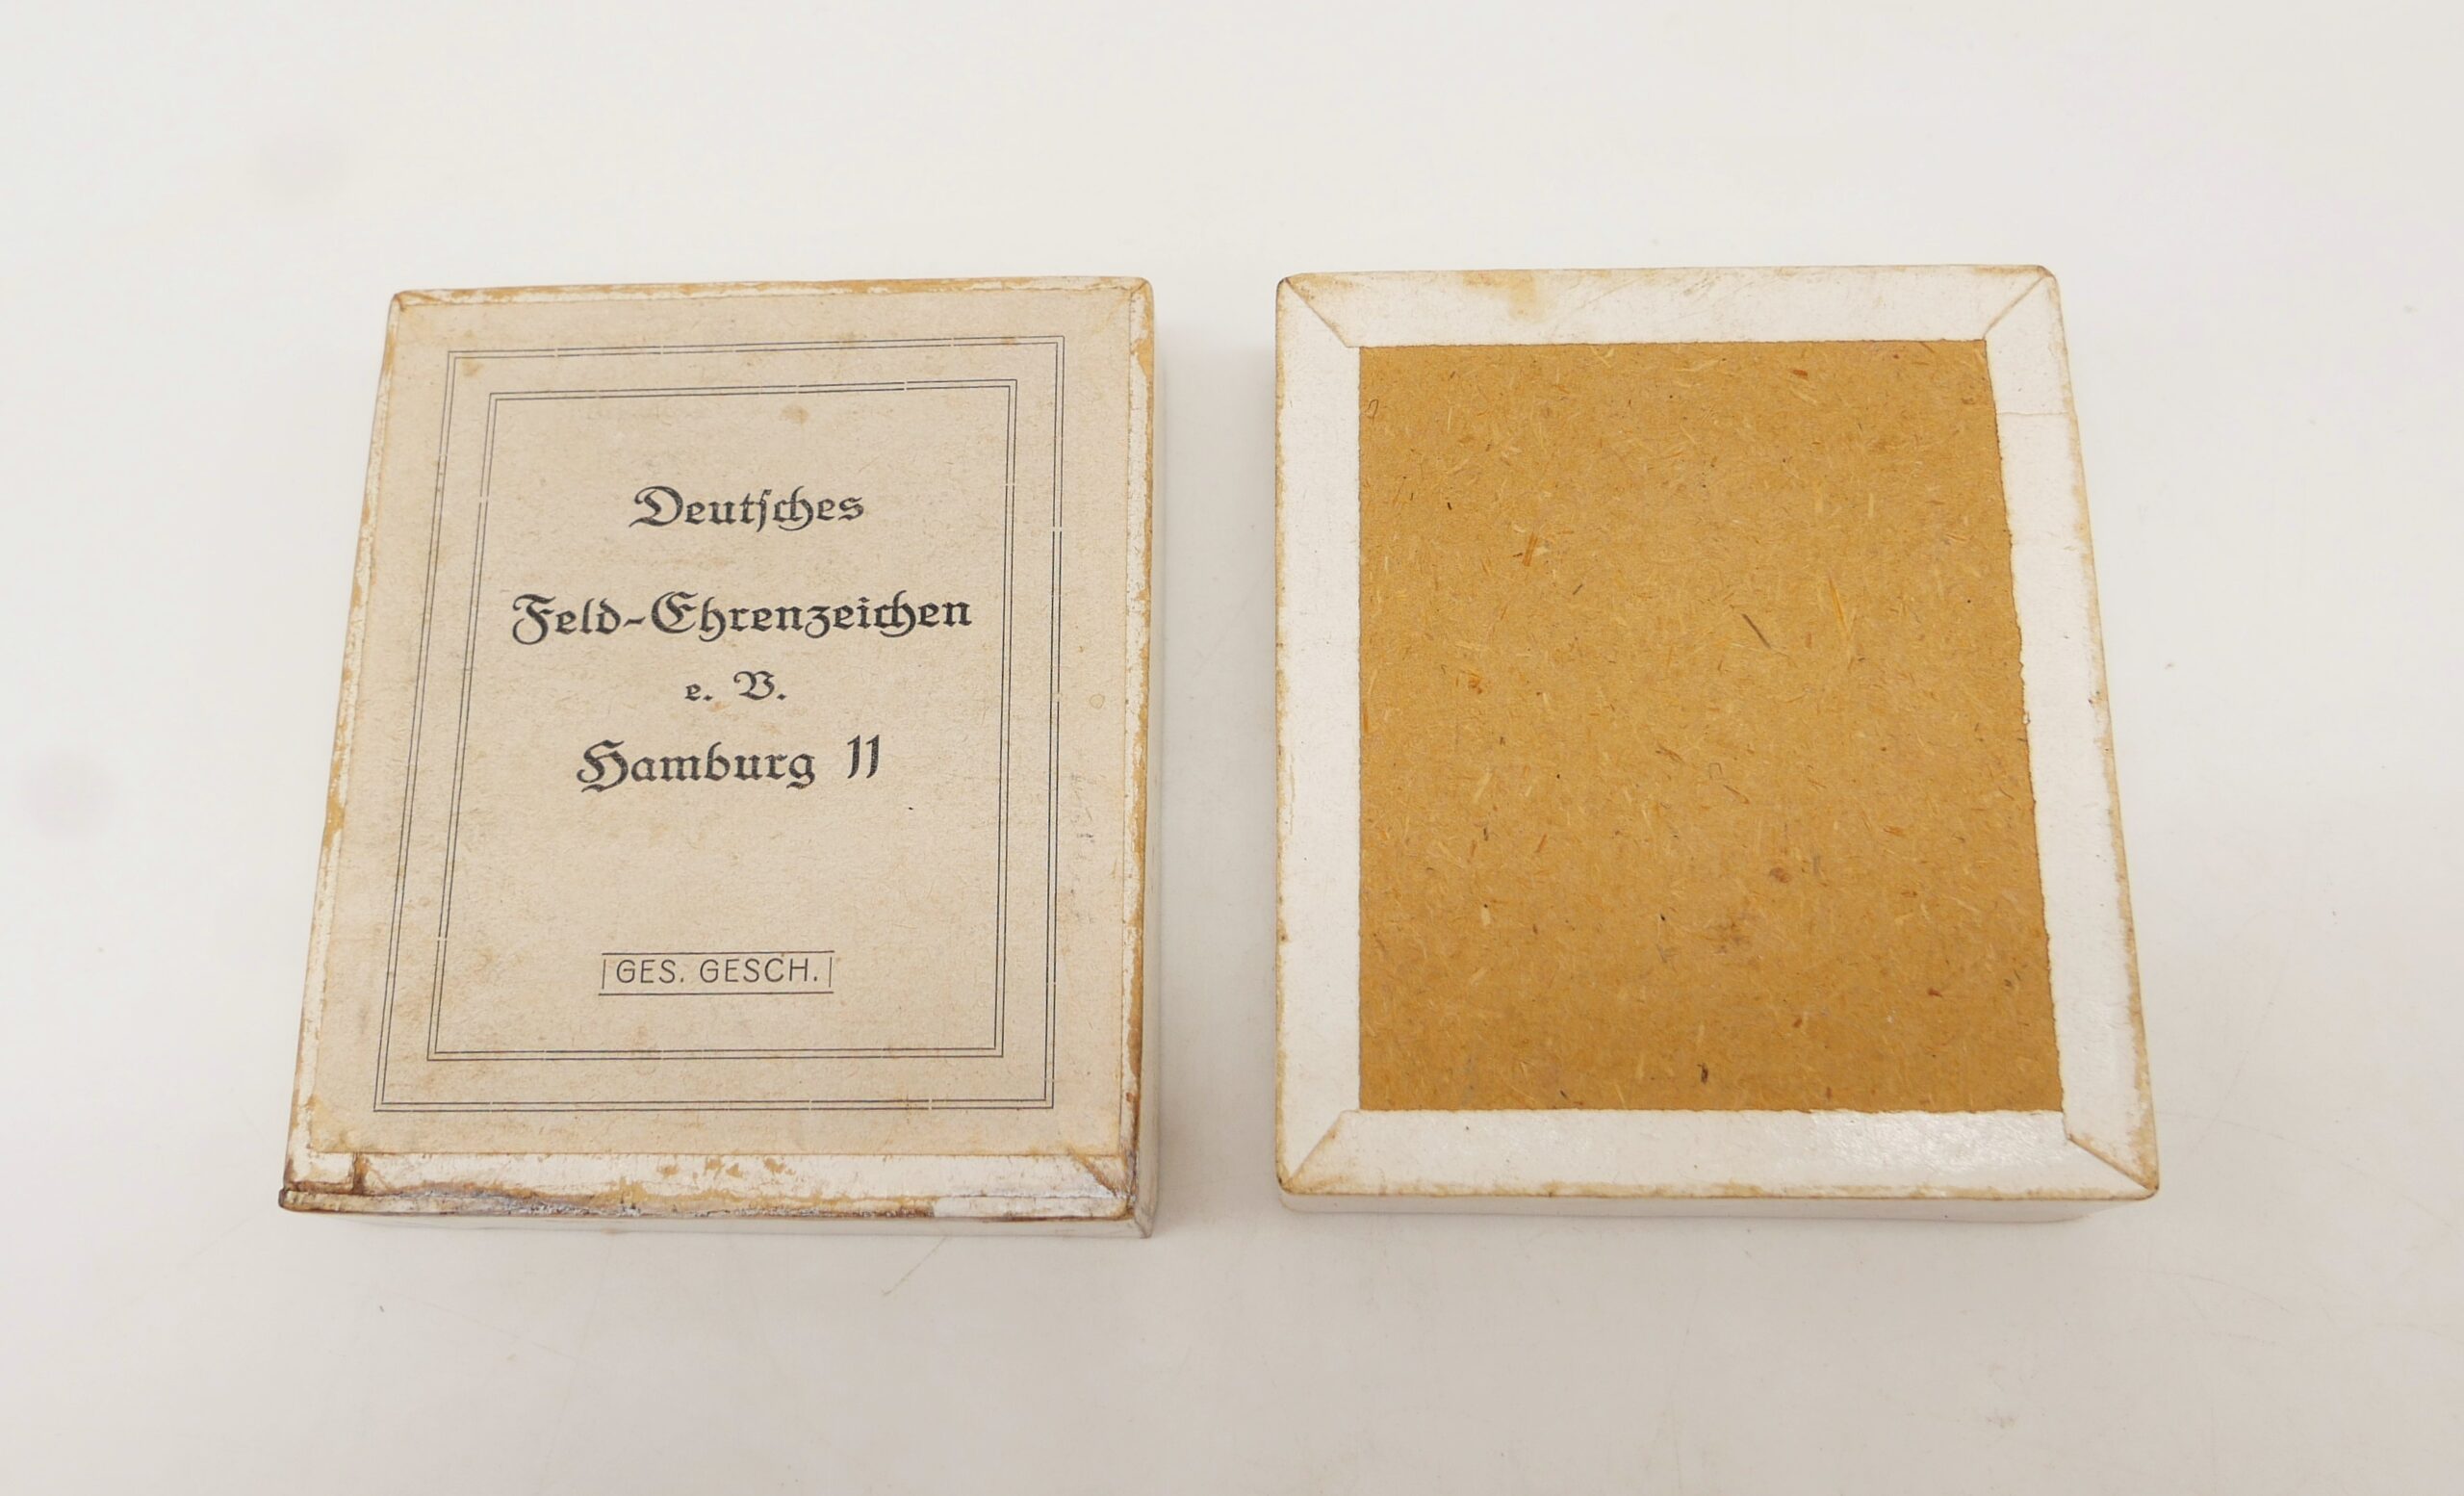 Deutsches
Feld-Ehrenzeichen
e. V.
Hamburg 11
GES. GESCH.